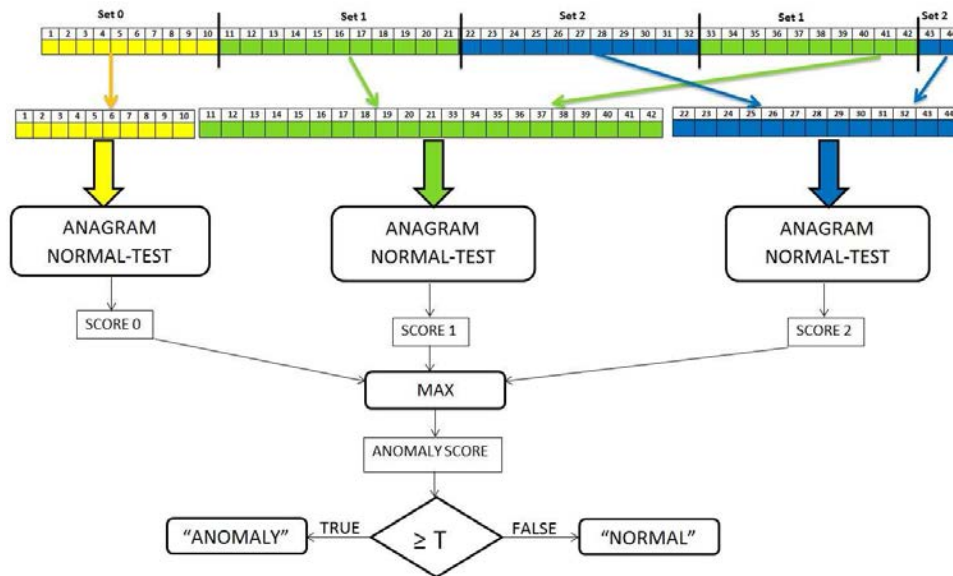 Set 0 Set 1 Set 2 Set 1 Set 2
1 2 3 4 5 6 7 8 9 10 11 12 13 14 15 16 17 18 19 20 21 22 23 24 25 26 27 28 29 30 31 32 33 34 35 36 37 38 39 40 41 42 43 44
1 2 3 4 5 6 7 8 9 10 11 12 13 14 15 16 17 18 19 20 21 33 34 35 36 37 38 39 40 41 42 22 23 24 25 26 27 28 29 30 31 32 43 44
ANAGRAM
NORMAL-TEST
ANAGRAM
NORMAL-TEST
ANAGRAM
NORMAL-TEST
SCORE 0
SCORE 1
SCORE 2
MAX
ANOMALY SCORE
"ANOMALY" TRUE ≥ T FALSE "NORMAL"